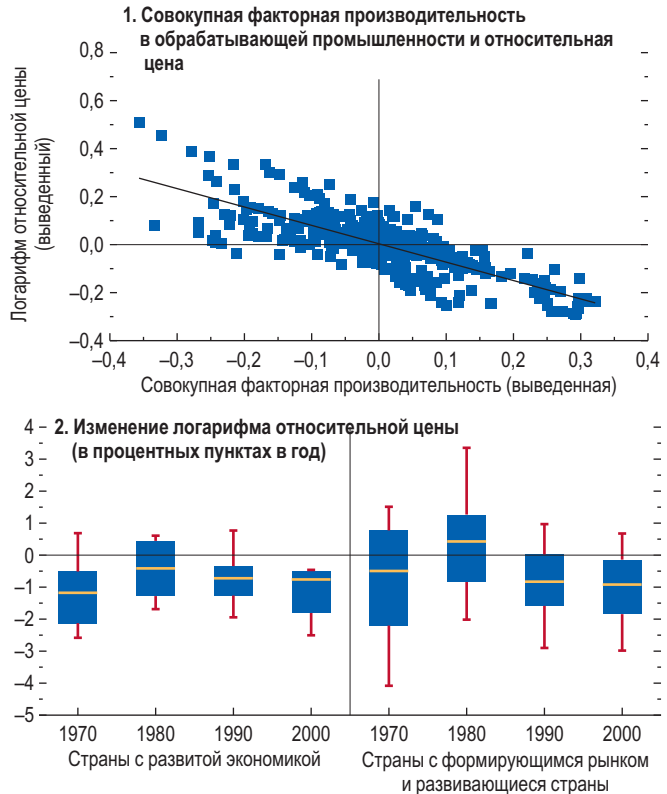 1. Совокупная факторная производительность
в обрабатывающей промышленности и относительная
цена
Логарифм относительной цены
(выведенный)
0,8
0,6
0,4
0,2
0,0
–0,2
–0,4
–0,4 –0,3 –0,2 –0,1 0,0 0,1 0,2 0,3 0,4
Совокупная факторная производительность (выведенная)
2. Изменение логарифма относительной цены
(в процентных пунктах в год)
4
3
2
1
0
–1
–2
–3
–4
–5
1970 1980 1990 2000 1970 1980 1990 2000
Страны с развитой экономикой
Страны с формирующимся рынком
и развивающиеся страны